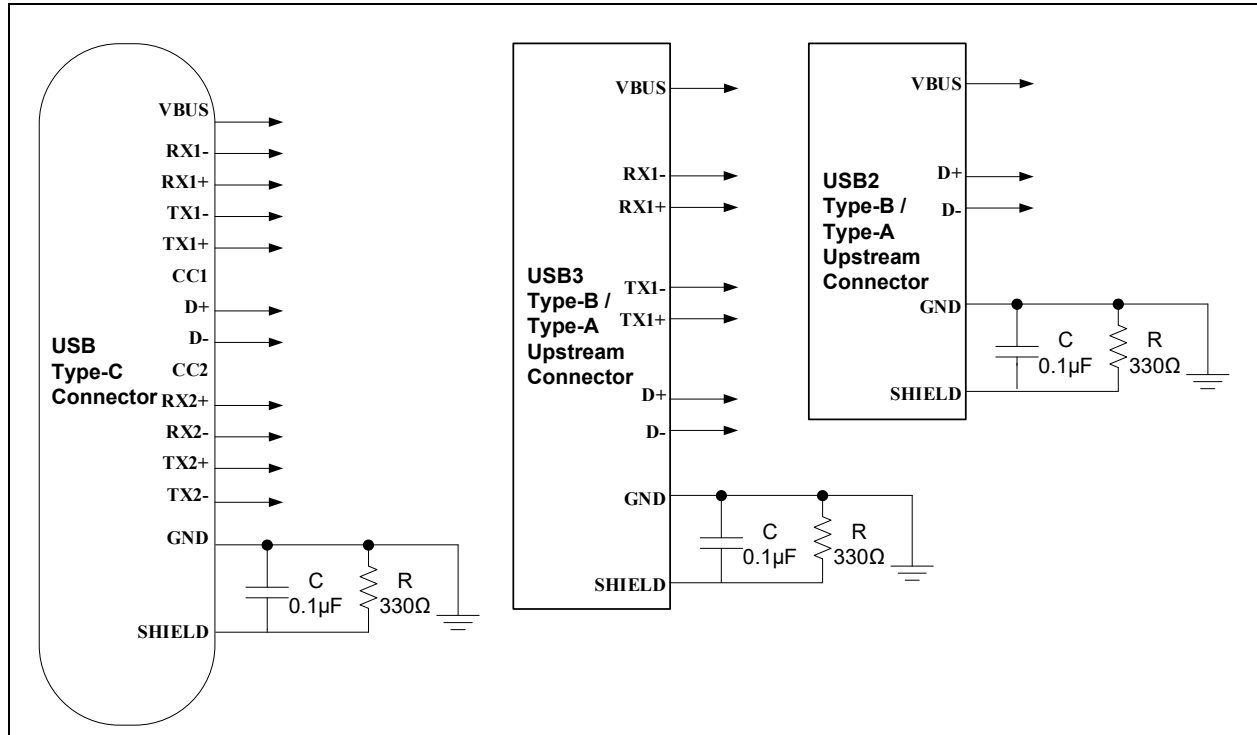 VBUS
RX1-
RX1+
TX1-
TX1+
CC1
D+
D-
CC2
RX2+
RX2-
TX2+
TX2-
GND
SHIELD
USB
Type-C
Connector
C
0.1µF
R
330Ω
VBUS
RX1-
RX1+
TX1-
TX1+
D+
D-
GND
SHIELD
USB3
Type-B /
Type-A
Upstream
Connector
C
0.1µF
R
330Ω
VBUS
D+
D-
GND
SHIELD
USB2
Type-B /
Type-A
Upstream
Connector
C
0.1µF
R
330Ω